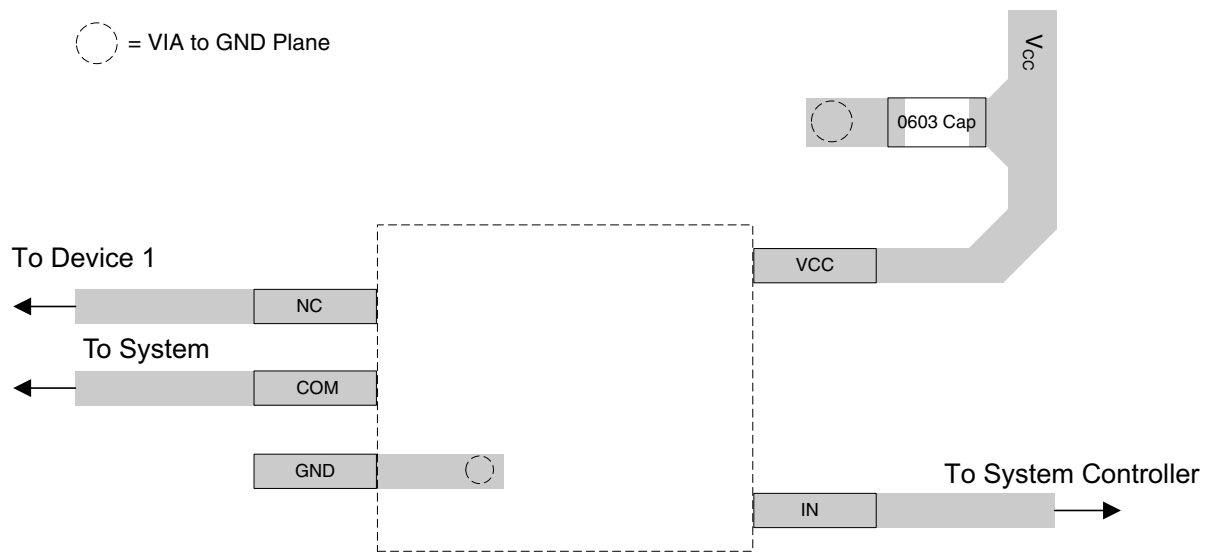 = VIA to GND Plane
VCC
0603 Cap
To Device 1
VCC
NC
To System
COM
GND
To System Controller
IN